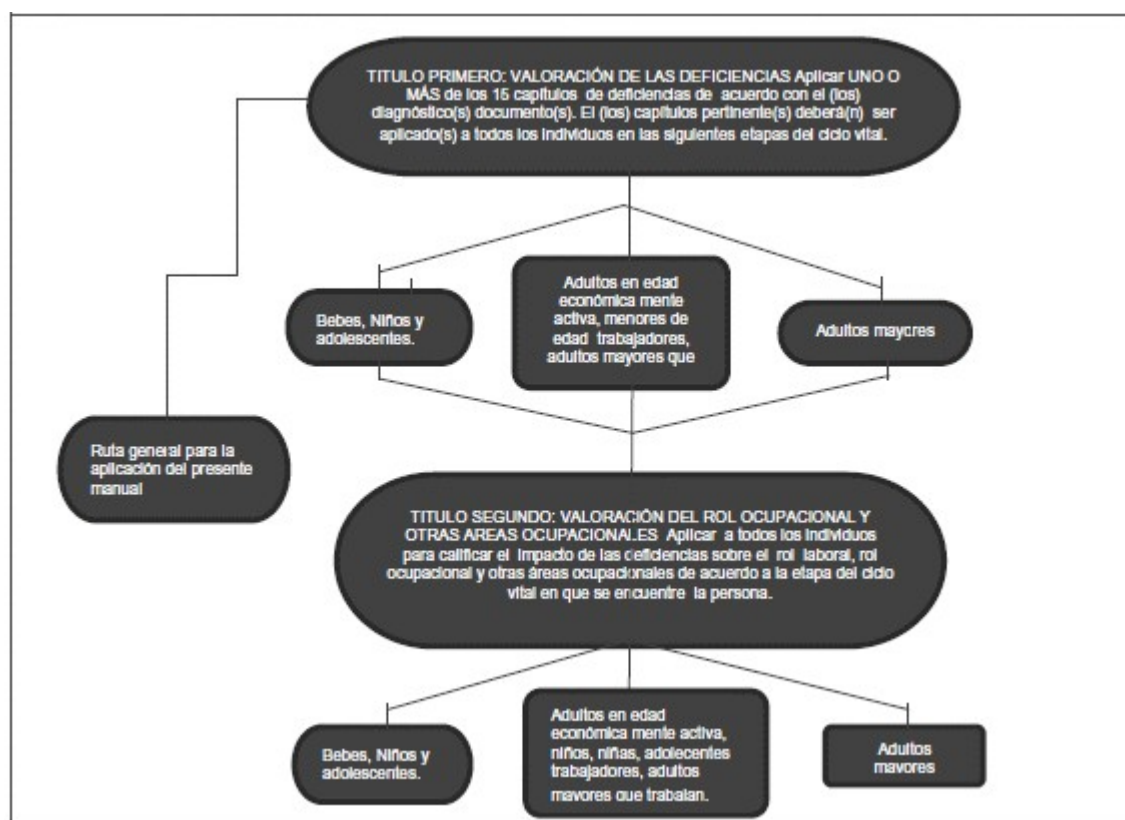 TITULO PRIMERO: VALORACIÓN DE LAS DEFICIENCIAS Aplicar UNO O
MÁS de los 15 capítulos de deficiencias de acuerdo con el (los)
diagnóstico(s) documento(s). El (los) capítulos pertinente(s) deberá(n) ser
aplicado(s) a todos los individuos en las siguientes etapas del ciclo vital.
Bebes, Niños y
adolescentes.
Adultos en edad
económica mente
activa, menores de
edad trabajadores,
adultos mayores que
Adultos mayores
Ruta general para la
aplicación del presente
manual
TITULO SEGUNDO: VALORACIÓN DEL ROL OCUPACIONAL Y
OTRAS AREAS OCUPACIONALES Aplicar a todos los individuos
para calificar el impacto de las deficiencias sobre el rol laboral, rol
ocupacional y otras áreas ocupacionales de acuerdo a la etapa del ciclo
vital en que se encuentre la persona.
Bebes, Niños y
adolescentes.
Adultos en edad
económica mente activa,
niños, niñas, adolecentes
trabajadores, adultos
mayores que trabalan.
Adultos
mayores